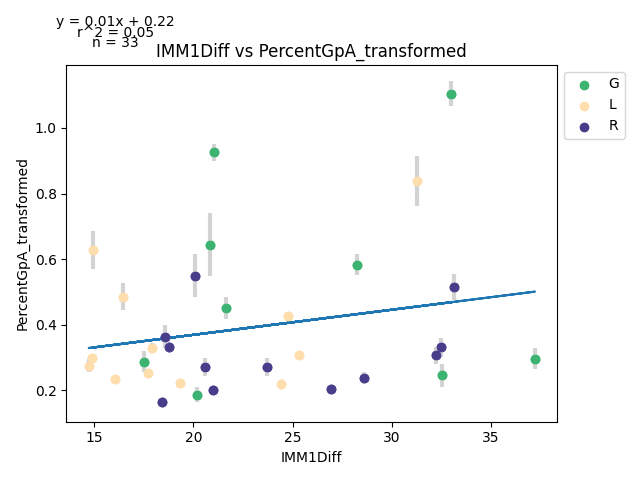 y = 0.01x + 0.22
r^2 = 0.05
n = 33
IMM1Diff vs PercentGpA_transformed
G
L
R
PercentGpA_transformed
1.0
0.8
0.6
0.4
0.2
15
20
25
30
35
IMM1Diff